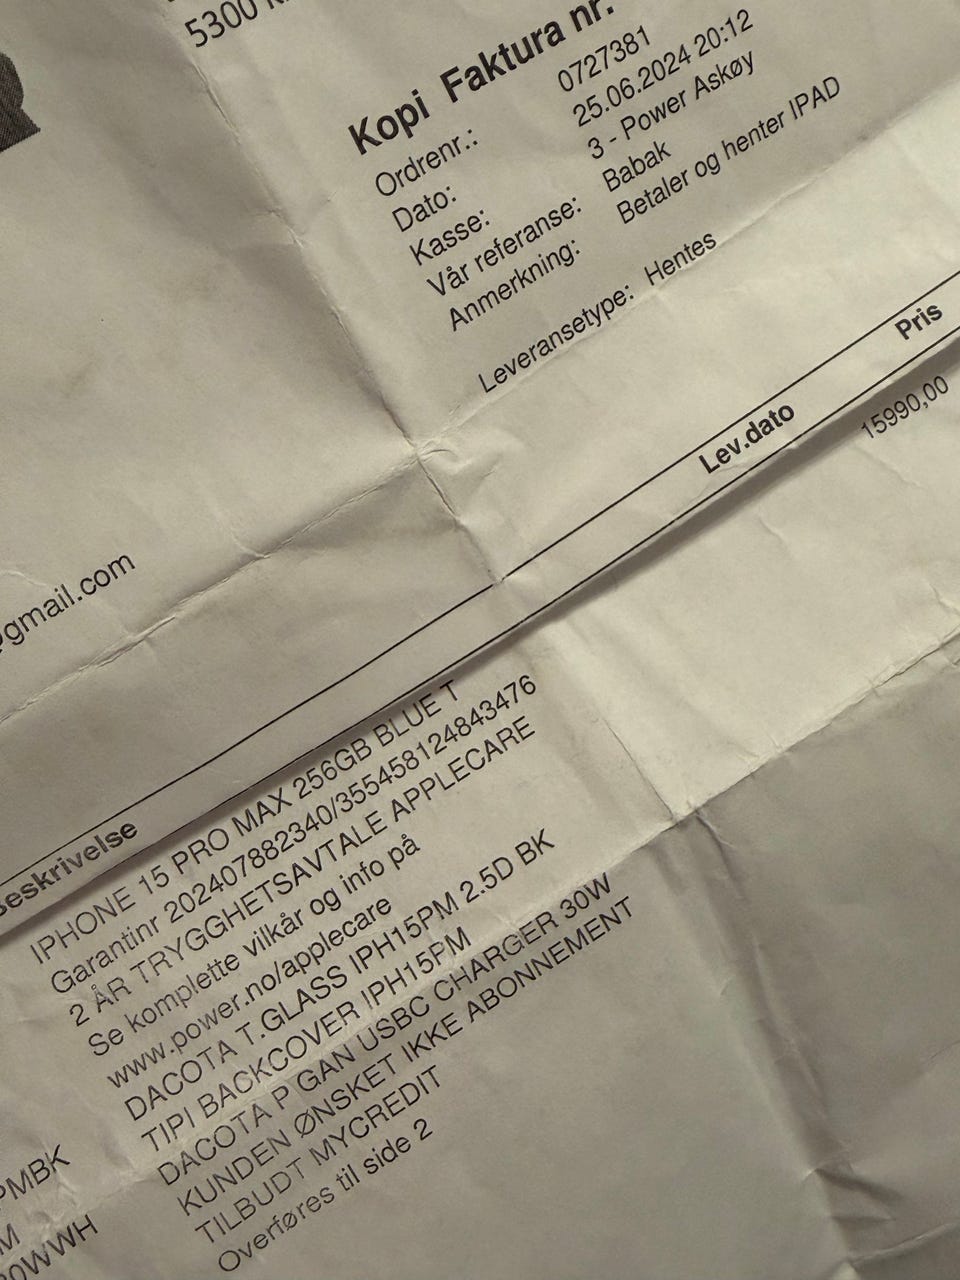 5300
Kopi Faktura nr.
Ordrenr.: 0727381
Dato: 25.06.2024 20:12
Kasse: 3 - Power Askøy
Vår referanse: Babak
Anmerkning: Betaler og henter IPAD
Leveransetype: Hentes
@gmail.com
Beskrivelse Lev.dato Pris
IPHONE 15 PRO MAX 256GB BLUE T 15990,00
Garantinr 202407882340/355458124843476
2 ÅR TRYGGHETSAVTALE APPLECARE
Se komplette vilkår og info på
www.power.no/applecare
DACOTA T.GLASS IPH15PM 2.5D BK
PMBK TIPI BACKCOVER IPH15PM
M DACOTA P GAN USBC CHARGER 30W
30WWH KUNDEN ØNSKET IKKE ABONNEMENT
TILBUDT MYCREDIT
Overføres til side 2